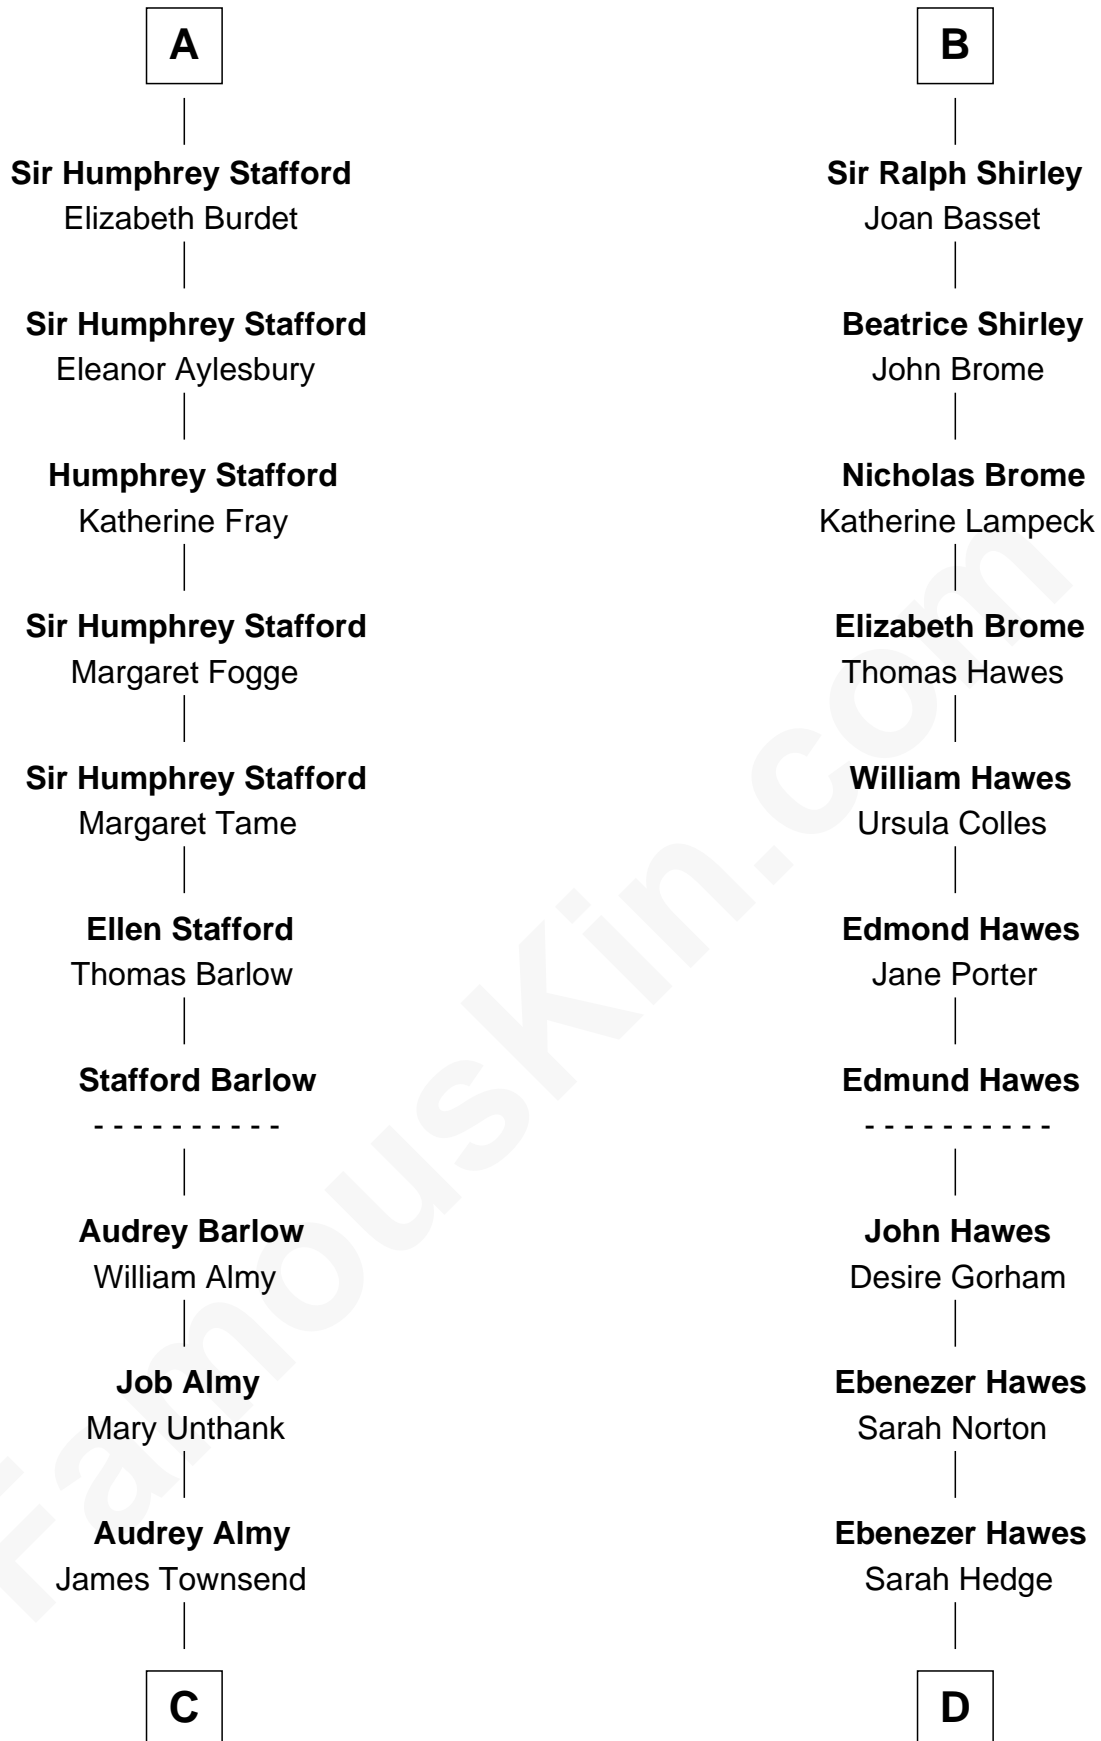 A
Sir Humphrey Stafford
Elizabeth Burdet
Sir Humphrey Stafford
Eleanor Aylesbury
Humphrey Stafford
Katherine Fray
Sir Humphrey Stafford
Margaret Fogge
Sir Humphrey Stafford
Margaret Tame
Ellen Stafford
Thomas Barlow
Stafford Barlow
- - - - - - - - - -
Audrey Barlow
William Almy
Job Almy
Mary Unthank
Audrey Almy
James Townsend
C
B
Sir Ralph Shirley
Joan Basset
Beatrice Shirley
John Brome
Nicholas Brome
Katherine Lampeck
Elizabeth Brome
Thomas Hawes
William Hawes
Ursula Colles
Edmond Hawes
Jane Porter
Edmund Hawes
- - - - - - - - - -
John Hawes
Desire Gorham
Ebenezer Hawes
Sarah Norton
Ebenezer Hawes
Sarah Hedge
D
FamousKin.com